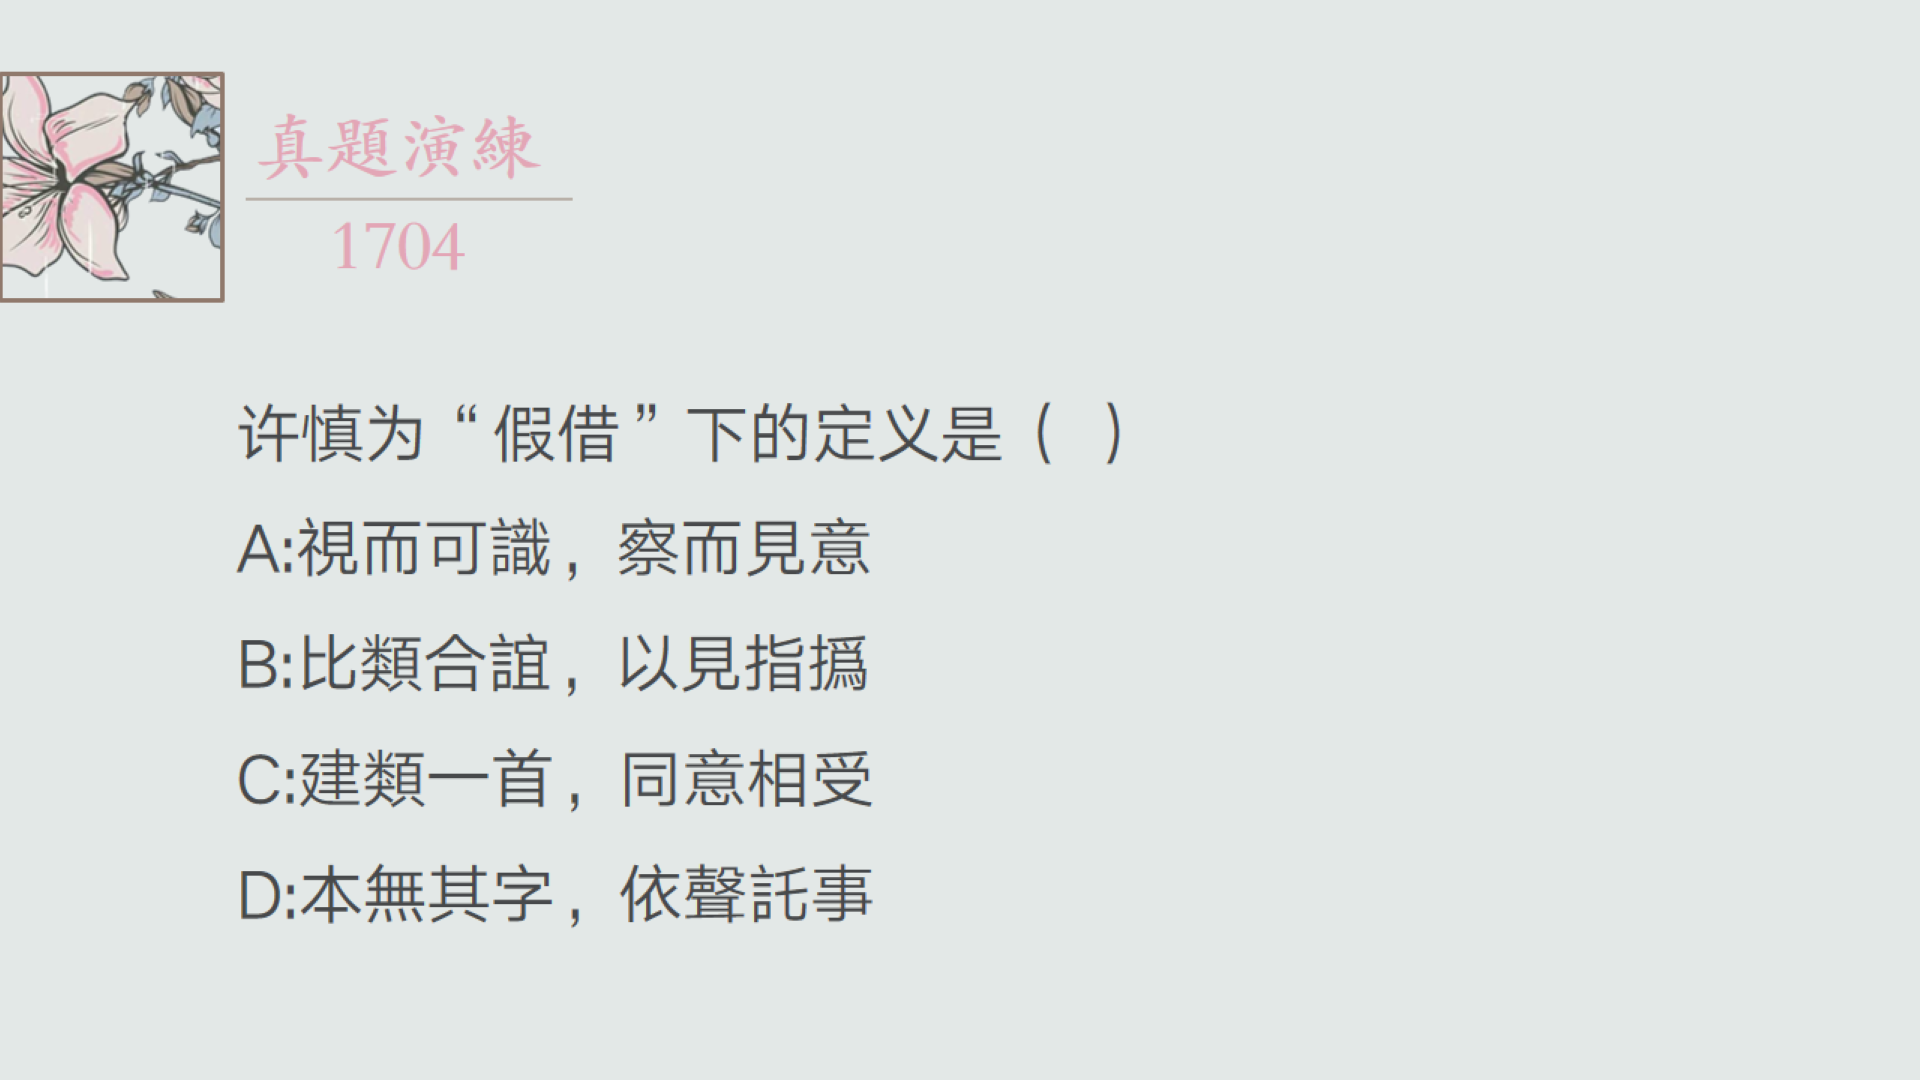 真題演練
1704
许慎为“假借”下的定义是（ ）
A:視而可識，察而見意
B:比類合誼，以見指撝
C:建類一首，同意相受
D:本無其字，依聲託事